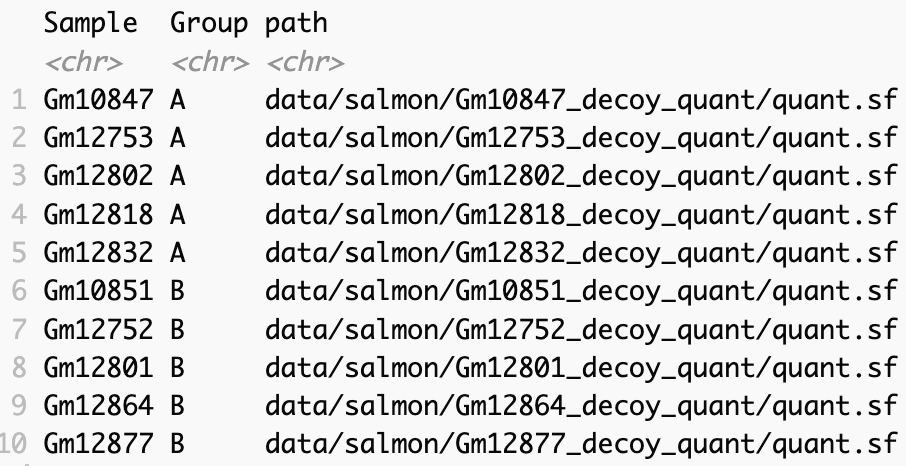 Sample Group path
<chr> <chr> <chr>
1 Gm10847 A data/salmon/Gm10847_decoy_quant/quant.sf
2 Gm12753 A data/salmon/Gm12753_decoy_quant/quant.sf
3 Gm12802 A data/salmon/Gm12802_decoy_quant/quant.sf
4 Gm12818 A data/salmon/Gm12818_decoy_quant/quant.sf
5 Gm12832 A data/salmon/Gm12832_decoy_quant/quant.sf
6 Gm10851 B data/salmon/Gm10851_decoy_quant/quant.sf
7 Gm12752 B data/salmon/Gm12752_decoy_quant/quant.sf
8 Gm12801 B data/salmon/Gm12801_decoy_quant/quant.sf
9 Gm12864 B data/salmon/Gm12864_decoy_quant/quant.sf
10 Gm12877 B data/salmon/Gm12877_decoy_quant/quant.sf